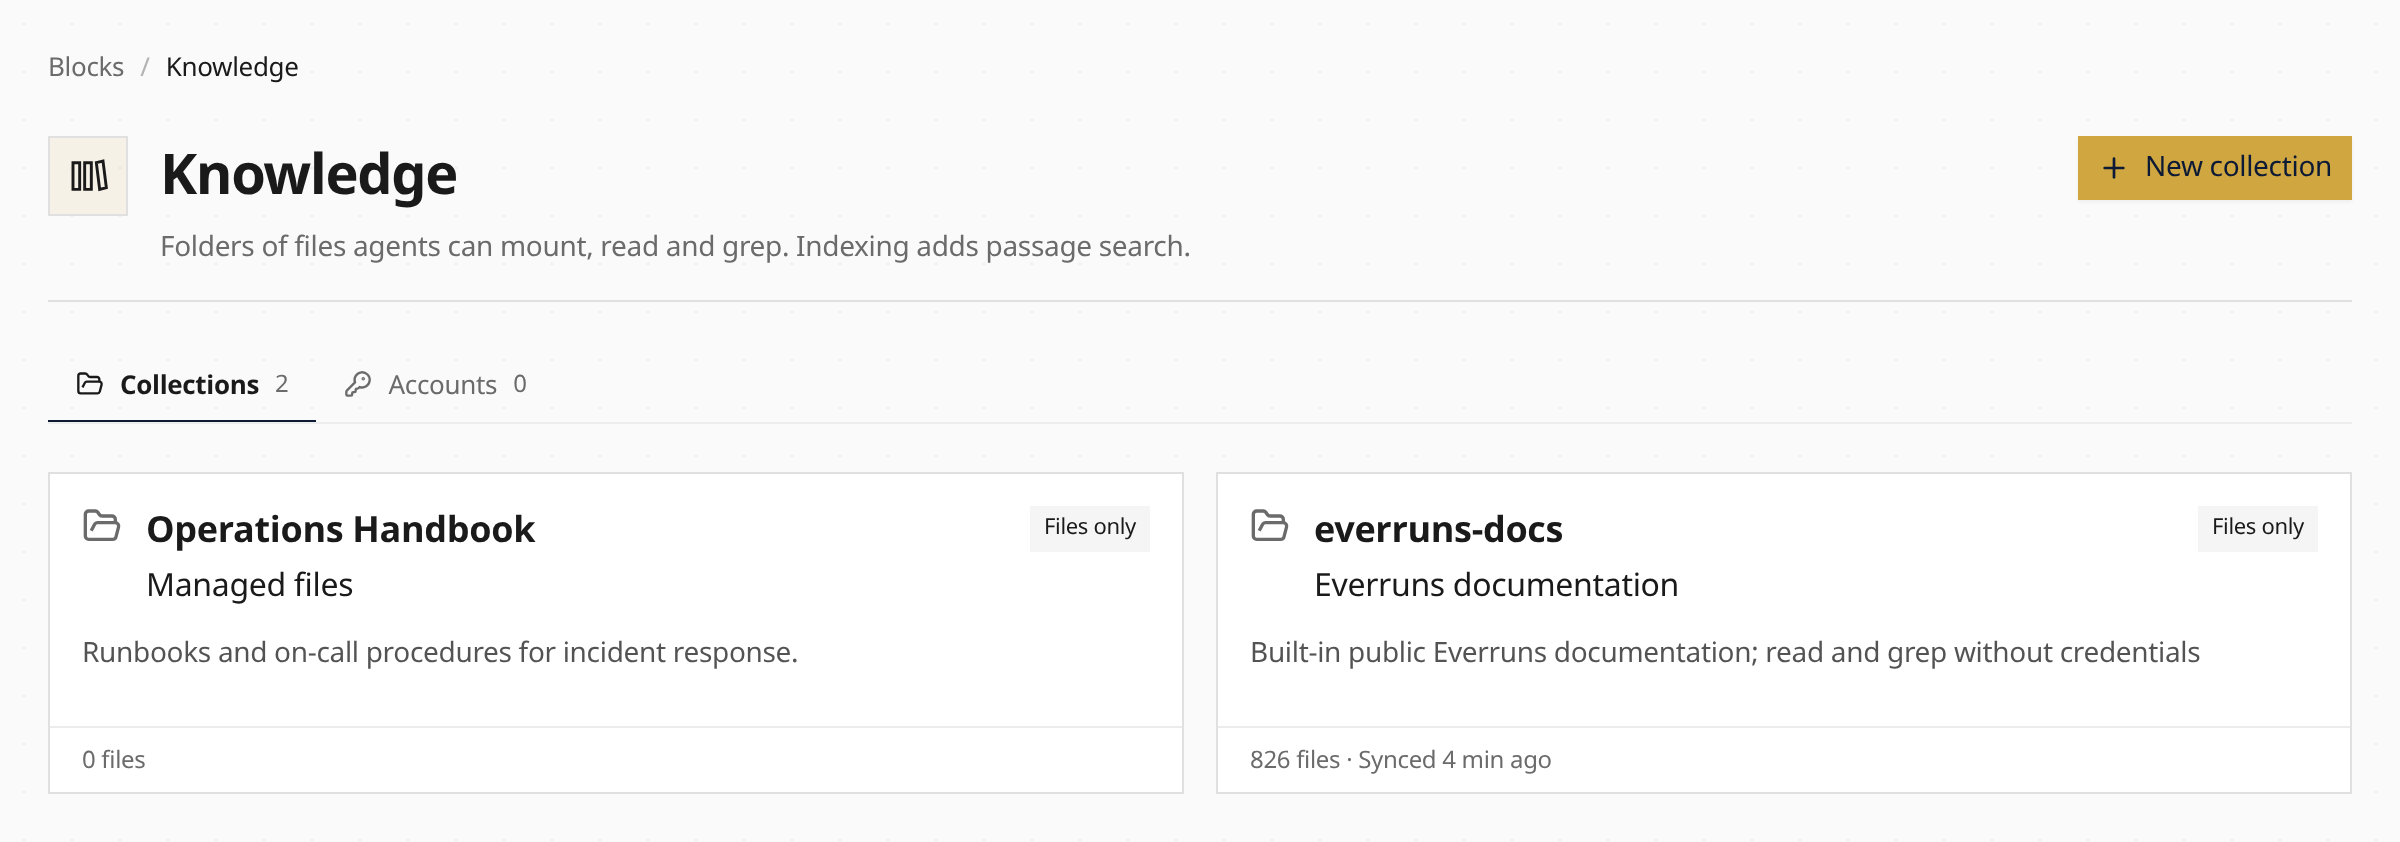 Blocks / Knowledge
Knowledge
New collection
Folders of files agents can mount, read and grep. Indexing adds passage search.
Collections 2
Accounts 0
Operations Handbook
Files only
Managed files
Runbooks and on-call procedures for incident response.
0 files
everruns-docs
Files only
Everruns documentation
Built-in public Everruns documentation; read and grep without credentials
826 files · Synced 4 min ago